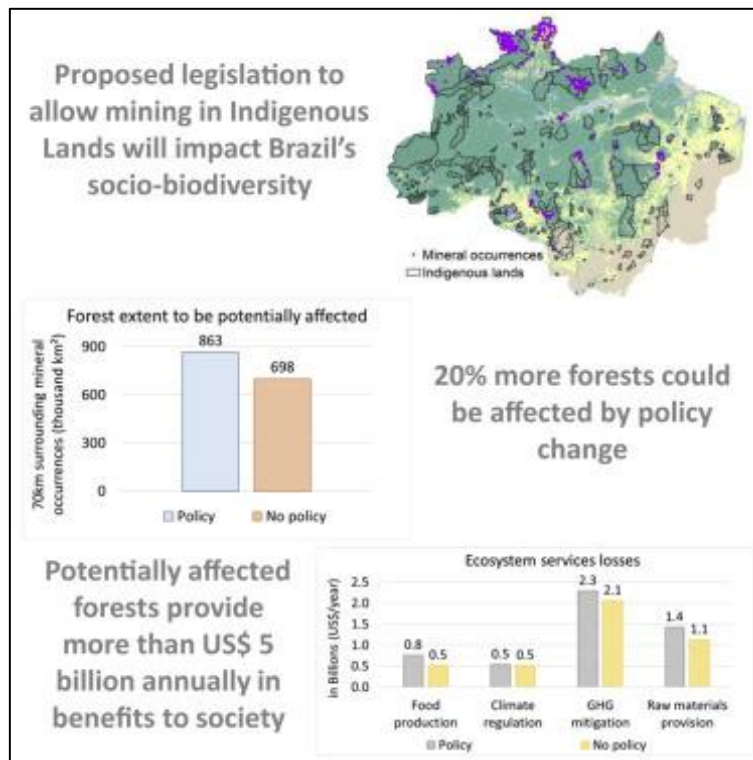 Proposed legislation to
allow mining in Indigenous
Lands will impact Brazil's
socio-biodiversity
Mineral occurrences
Indigenous lands
Forest extent to be potentially affected
70km surrounding mineral
occurrences (thousand km²)
900
600
300
0
863
698
Policy
No policy
20% more forests could
be affected by policy
change
Potentially affected
forests provide
more than US$ 5
billion annually in
benefits to society
Ecosystem services losses
in Billions (US$/year)
2.5
2.0
1.5
1.0
0.5
0.0
0.8 0.5 0.5 0.5 2.3 2.1 1.4 1.1
Food Climate GHG Raw materials
production regulation mitigation provision
Policy No policy